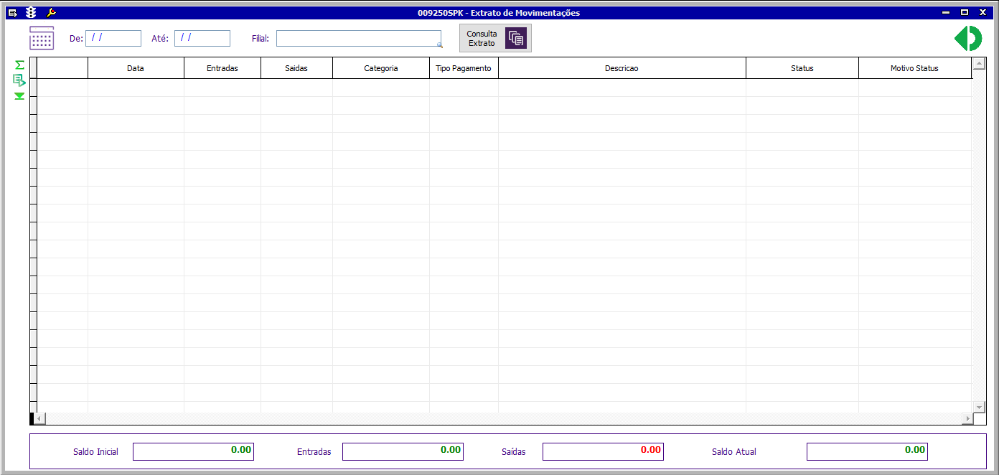 009250SPK - Extrato de Movimentações
De: / / Até: / / Filial: Consulta Extrato
Data Entradas Saidas Categoria Tipo Pagamento Descricao Status Motivo Status
Saldo Inicial 0.00 Entradas 0.00 Saídas 0.00 Saldo Atual 0.00